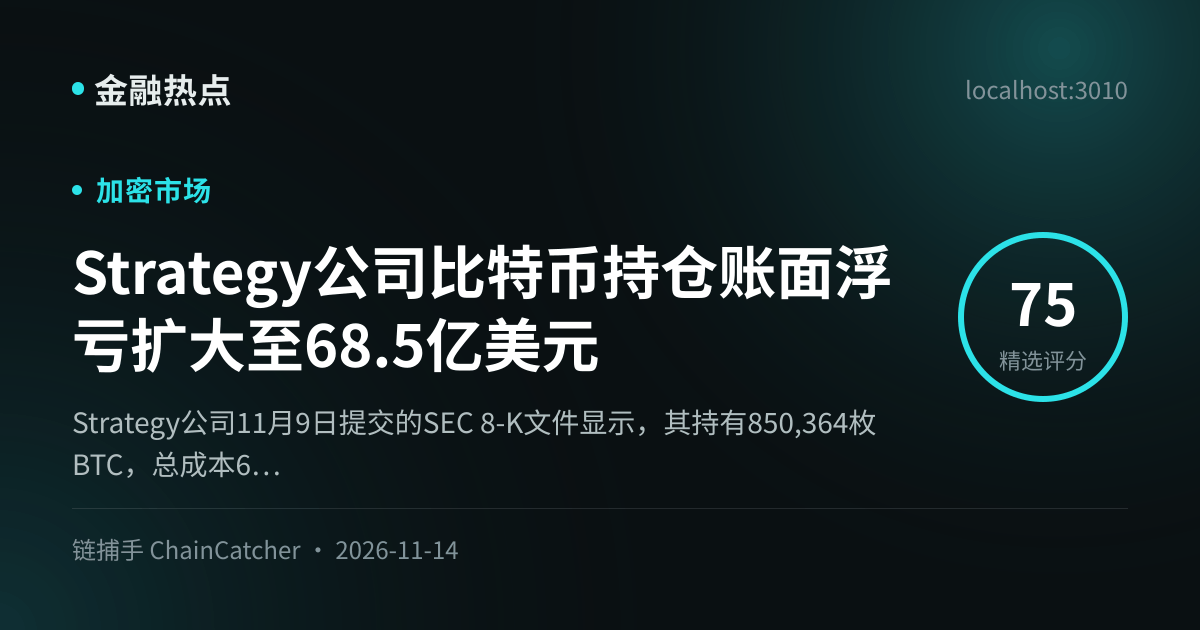 金融热点
localhost:3010
加密市场
Strategy公司比特币持仓账面浮
亏扩大至68.5亿美元
75
精选评分
Strategy公司11月9日提交的SEC 8-K文件显示，其持有850,364枚
BTC，总成本6…
链捕手 ChainCatcher · 2026-11-14